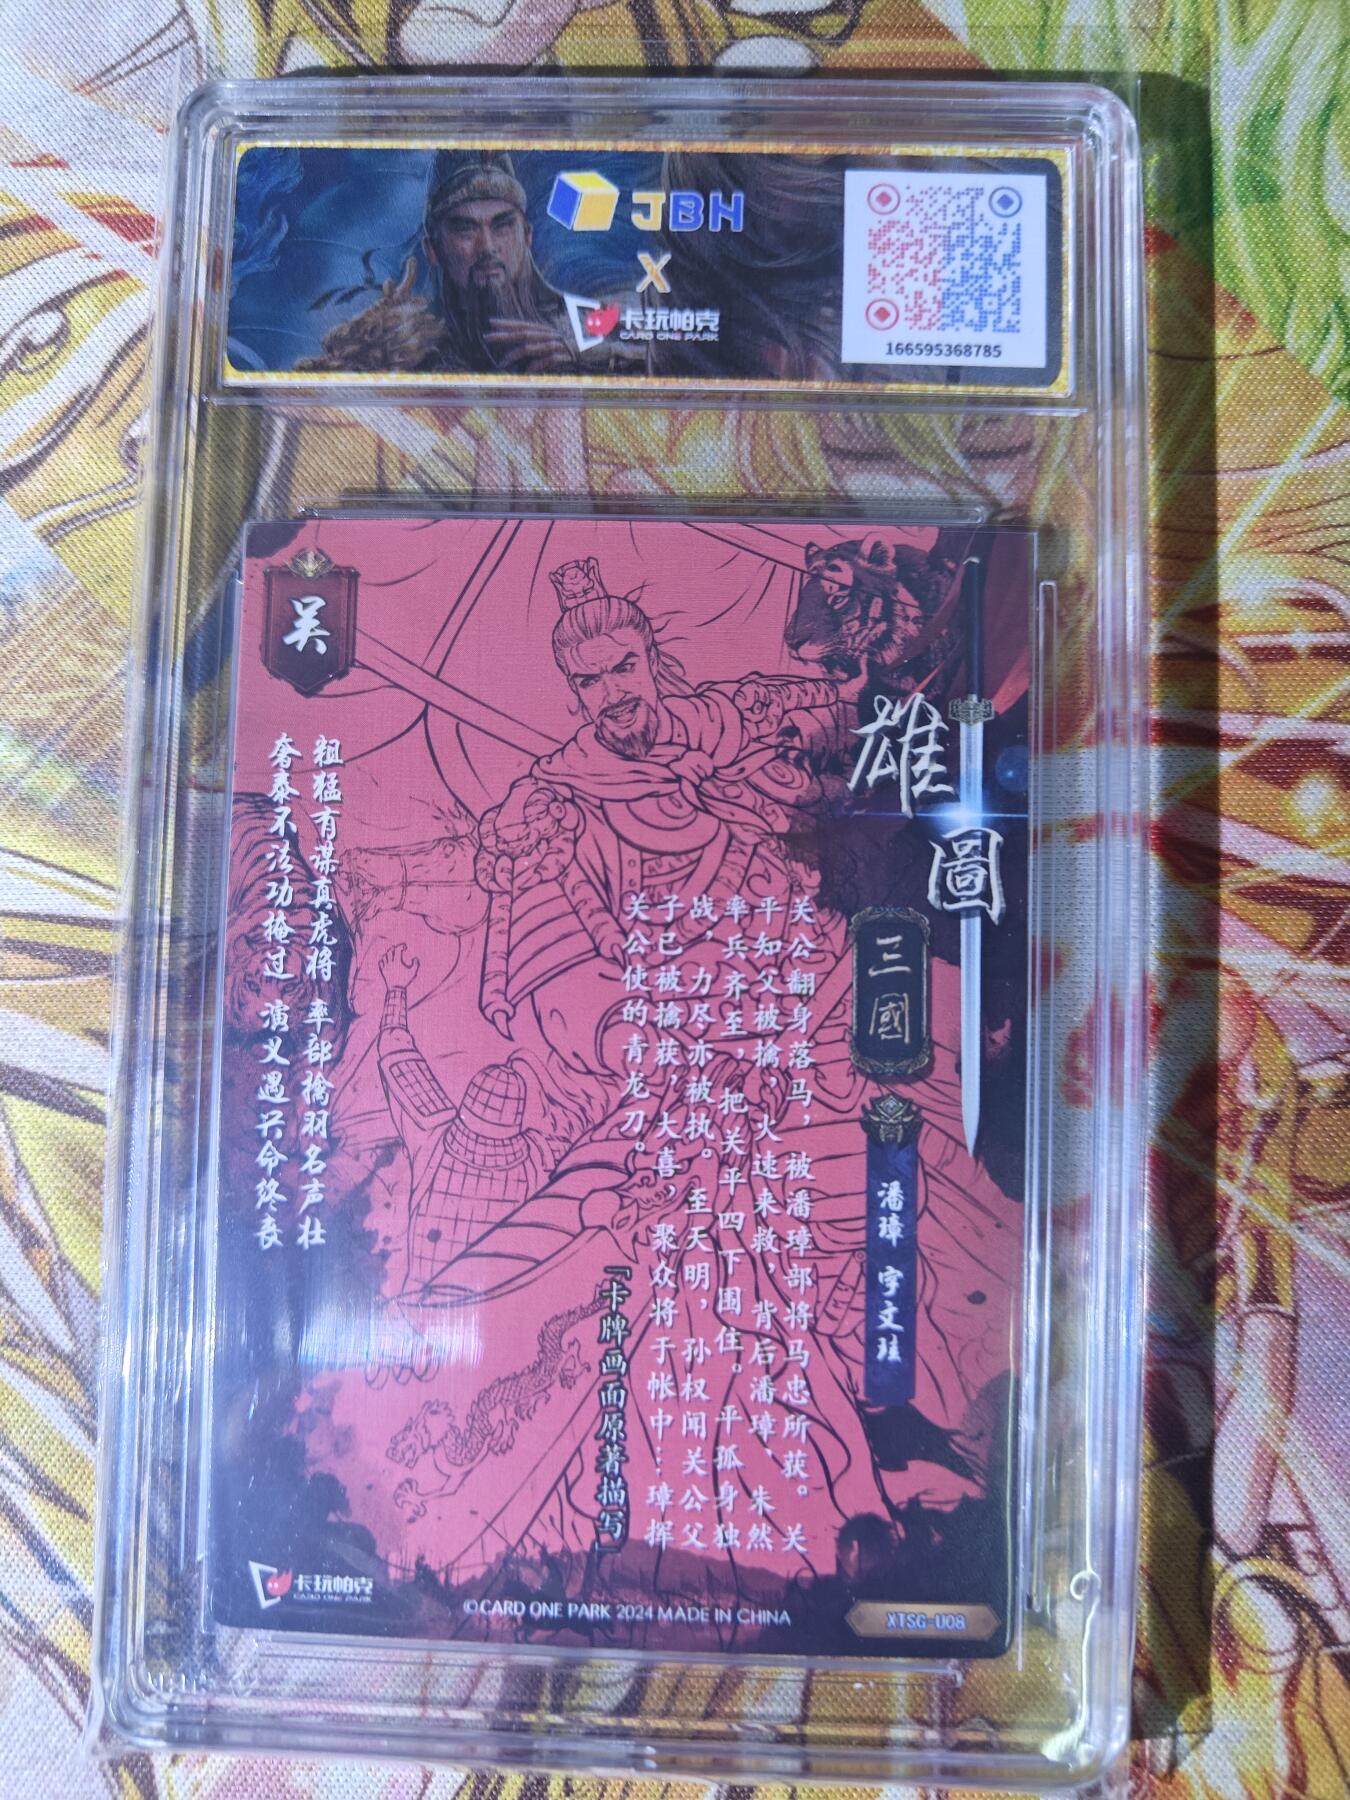 JBH
X
卡玩帕克
CARD ONE PARK
166595368785
吴
雄圖
三國
潘璋 字文珪
关公翻身落马，被潘璋部将马忠所获。关
平知父被擒，火速来救，背后潘璋、朱然
率兵齐至，把关平四下围住。平孤身独
战，力尽亦被执。至天明，孙权闻关公父
子已被擒获，大喜，聚众将于帐中…璋挥
关公使的青龙刀。
「卡牌画面原著描写」
粗猛有谋真虎将 率部擒羽名声壮
奢泰不法功掩过 演义遇兴命终丧
卡玩帕克
CARD ONE PARK
©CARD ONE PARK 2024 MADE IN CHINA
XTSG-U08